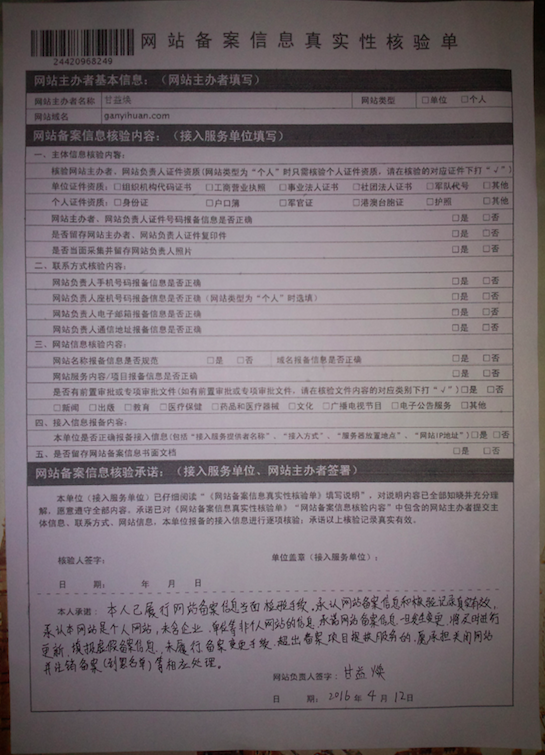 网站备案信息真实性核验单
24420968249
网站主办者基本信息：（网站主办者填写）
网站主办者名称 甘益焕 网站类型 □单位 □个人
网站域名 ganyihuan.com
网站备案信息核验内容：（接入服务单位填写）
一、主体信息核验内容：
核验网站主办者、网站负责人证件资质(网站类型为“个人”时只需核验个人证件资质，请在核验的对应证件下打“√”)
单位证件资质：□组织机构代码证书 □工商营业执照 □事业法人证书 □社团法人证书 □军队代号 □其他
个人证件资质：□身份证 □户口簿 □军官证 □港澳台胞证 □护照 □其他
网站主办者、网站负责人证件号码报备信息是否正确 □是 □否
是否留存网站主办者、网站负责人证件复印件 □是 □否
是否当面采集并留存网站负责人照片 □是 □否
二、联系方式核验内容：
网站负责人手机号码报备信息是否正确 □是 □否
网站负责人座机号码报备信息是否正确（网站类型为“个人”时选填） □是 □否
网站负责人电子邮箱报备信息是否正确 □是 □否
网站负责人通信地址报备信息是否正确 □是 □否
三、网站信息核验内容：
网站名称报备信息是否规范 □是 □否 域名报备信息是否正确 □是 □否
网站服务内容/项目报备信息是否正确 □是 □否
是否有前置审批或专项审批文件(如有前置审批或专项审批文件，请在核验文件内容的对应类别下打“√”) □是 □否
□新闻 □出版 □教育 □医疗保健 □药品和医疗器械 □文化 □广播电视节目 □电子公告服务 □其他
四、接入信息报备内容：
本单位是否正确报备接入信息(包括“接入服务提供者名称”、“接入方式”、“服务器放置地点”、“网站IP地址”) □是 □否
五、是否留存网站备案信息书面文档 □是 □否
网站备案信息核验承诺：（接入服务单位、网站主办者签署）
本单位（接入服务单位）已仔细阅读“《网站备案信息真实性核验单》填写说明”，对说明内容已全部知晓并充分理
解，愿意遵守全部内容。承诺已对《网站备案信息真实性核验单》“网站备案信息核验内容”中包含的网站主办者提交主
体信息、联系方式、网站信息、本单位报备的接入信息进行逐项核验；承诺以上核验记录真实有效。
核验人签字： 单位盖章（接入服务单位）：
日 期： 年 月 日
本人承诺：本人已履行网站备案信息当面核验手续，承认网站备案信息和核验记录真实有效，
承认本网站是个人网站，未含企业、单位等非个人网站的信息，承诺网站备案信息一旦发生变更，将及时进行
更新，填报虚假备案信息、未履行备案变更手续、超出备案项目提供服务的，愿承担关闭网站
并注销备案（列黑名单）等相应处理。
网站负责人签字：甘益焕
日 期：2016年4月12日